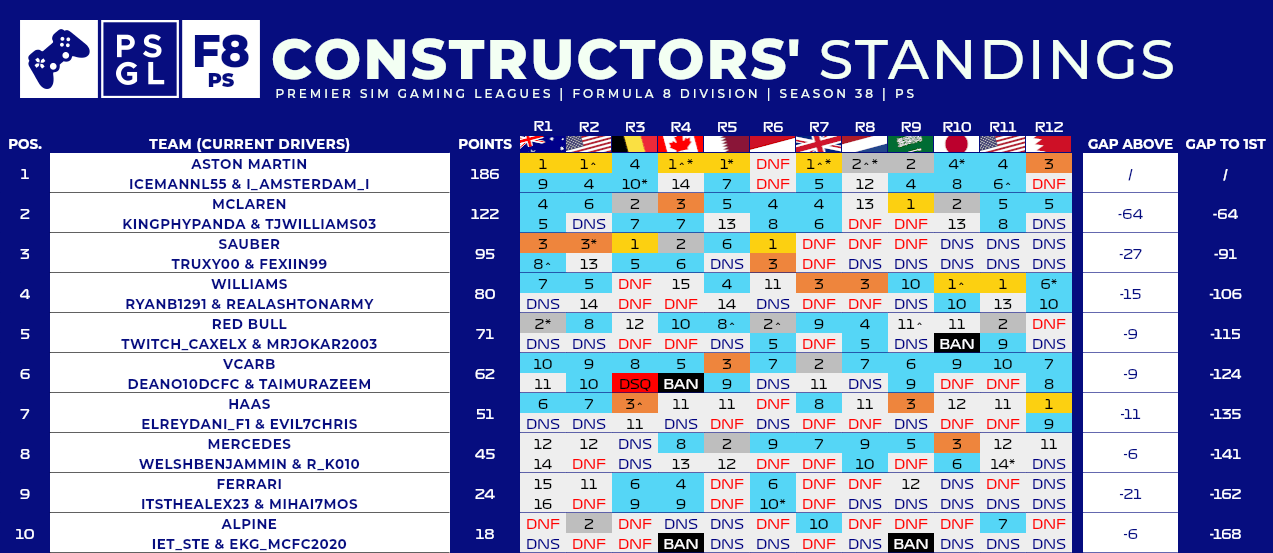 PS GL F8 PS CONSTRUCTORS' STANDINGS
PREMIER SIM GAMING LEAGUES | FORMULA 8 DIVISION | SEASON 38 | PS
R1 R2 R3 R4 R5 R6 R7 R8 R9 R10 R11 R12
POS. TEAM (CURRENT DRIVERS) POINTS GAP ABOVE GAP TO 1ST
ASTON MARTIN 1 1^ 4 1^* 1* DNF 1^* 2^* 2 4* 4 3
1 186 / /
ICEMANNL55 & I_AMSTERDAM_I 9 4 10* 14 7 DNF 5 12 4 8 6^ DNF
MCLAREN 4 6 2 3 5 4 4 13 1 2 5 5
2 122 -64 -64
KINGPHYPANDA & TJWILLIAMS03 5 DNS 7 7 13 8 6 DNF DNF 13 8 DNS
SAUBER 3 3* 1 2 6 1 DNF DNF DNF DNS DNS DNS
3 95 -27 -91
TRUXY00 & FEXIIN99 8^ 13 5 6 DNS 3 DNF DNS DNS DNS DNS DNS
WILLIAMS 7 5 DNF 15 4 11 3 3 10 1^ 1 6*
4 80 -15 -106
RYANB1291 & REALASHTONARMY DNS 14 DNF DNF 14 DNS DNF DNF DNS 10 13 10
RED BULL 2* 8 12 10 8^ 2^ 9 4 11^ 11 2 DNF
5 71 -9 -115
TWITCH_CAXELX & MRJOKAR2003 DNS DNS DNF DNF DNS 5 DNF 5 DNS BAN 9 DNS
VCARB 10 9 8 5 3 7 2 7 6 9 10 7
6 62 -9 -124
DEANO10DCFC & TAIMURAZEEM 11 10 DSQ BAN 9 DNS 11 DNS 9 DNF DNF 8
HAAS 6 7 3^ 11 11 DNF 8 11 3 12 11 1
7 51 -11 -135
ELREYDANI_F1 & EVIL7CHRIS DNS DNS 11 DNS DNF DNS DNF DNF DNS DNF DNF 9
MERCEDES 12 12 DNS 8 2 9 7 9 5 3 12 11
8 45 -6 -141
WELSHBENJAMMIN & R_K010 14 DNF DNS 13 12 DNF DNF 10 DNF 6 14* DNS
FERRARI 15 11 6 4 DNF 6 DNF DNF 12 DNS DNF DNF
9 24 -21 -162
ITSTHEALEX23 & MIHAI7MOS 16 DNF 9 9 DNF 10* DNF DNS DNS DNS DNS DNS
ALPINE DNF 2 DNF DNS DNS DNF 10 DNF DNF DNF 7 DNF
10 18 -6 -168
IET_STE & EKG_MCFC2020 DNS DNF DNF BAN DNF DNF DNS DNS BAN DNS DNS DNS